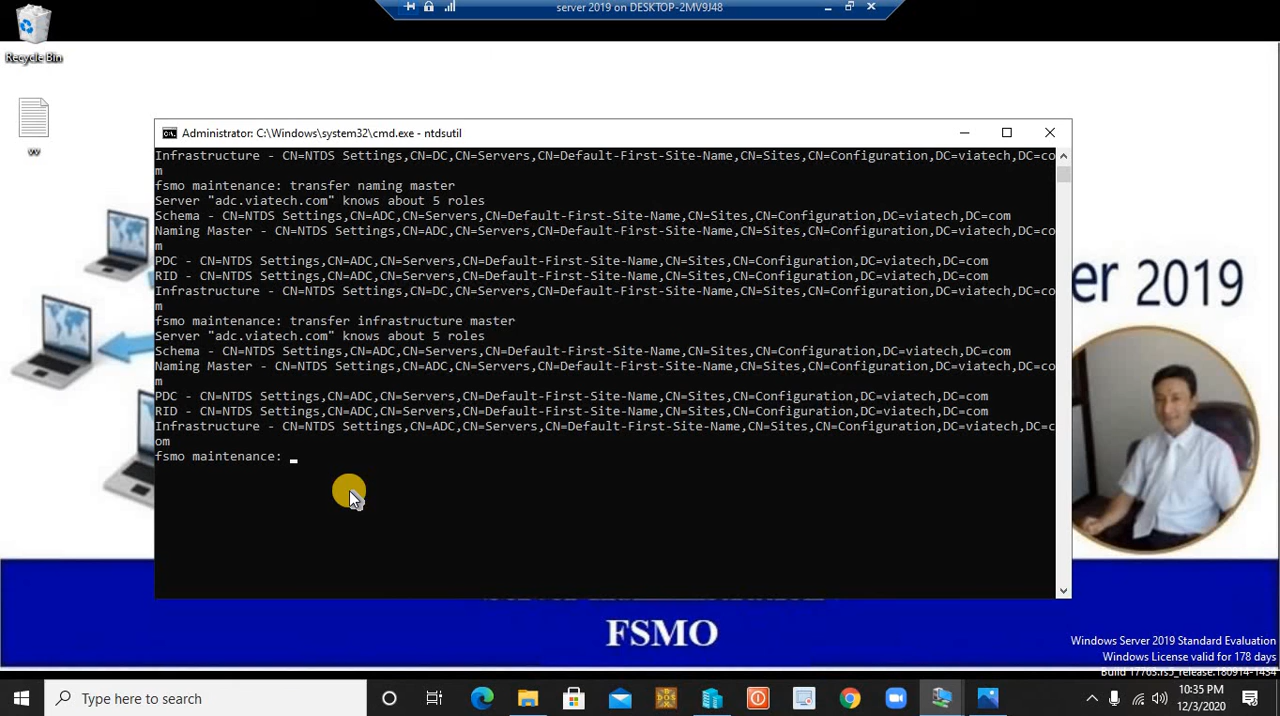 server 2019 on DESKTOP-2MV9J48
Recycle Bin
vv
Administrator: C:\Windows\system32\cmd.exe - ntdsutil
Infrastructure - CN=NTDS Settings,CN=DC,CN=Servers,CN=Default-First-Site-Name,CN=Sites,CN=Configuration,DC=viatech,DC=co
m
fsmo maintenance: transfer naming master
Server "adc.viatech.com" knows about 5 roles
Schema - CN=NTDS Settings,CN=ADC,CN=Servers,CN=Default-First-Site-Name,CN=Sites,CN=Configuration,DC=viatech,DC=com
Naming Master - CN=NTDS Settings,CN=ADC,CN=Servers,CN=Default-First-Site-Name,CN=Sites,CN=Configuration,DC=viatech,DC=co
m
PDC - CN=NTDS Settings,CN=ADC,CN=Servers,CN=Default-First-Site-Name,CN=Sites,CN=Configuration,DC=viatech,DC=com
RID - CN=NTDS Settings,CN=ADC,CN=Servers,CN=Default-First-Site-Name,CN=Sites,CN=Configuration,DC=viatech,DC=com
Infrastructure - CN=NTDS Settings,CN=DC,CN=Servers,CN=Default-First-Site-Name,CN=Sites,CN=Configuration,DC=viatech,DC=co
m
fsmo maintenance: transfer infrastructure master
Server "adc.viatech.com" knows about 5 roles
Schema - CN=NTDS Settings,CN=ADC,CN=Servers,CN=Default-First-Site-Name,CN=Sites,CN=Configuration,DC=viatech,DC=com
Naming Master - CN=NTDS Settings,CN=ADC,CN=Servers,CN=Default-First-Site-Name,CN=Sites,CN=Configuration,DC=viatech,DC=co
m
PDC - CN=NTDS Settings,CN=ADC,CN=Servers,CN=Default-First-Site-Name,CN=Sites,CN=Configuration,DC=viatech,DC=com
RID - CN=NTDS Settings,CN=ADC,CN=Servers,CN=Default-First-Site-Name,CN=Sites,CN=Configuration,DC=viatech,DC=com
Infrastructure - CN=NTDS Settings,CN=ADC,CN=Servers,CN=Default-First-Site-Name,CN=Sites,CN=Configuration,DC=viatech,DC=c
om
fsmo maintenance:
er 2019
FSMO
Windows Server 2019 Standard Evaluation
Windows License valid for 178 days
Build 17763.rs5_release.180914-1434
Type here to search
DOS
10:35 PM
12/3/2020